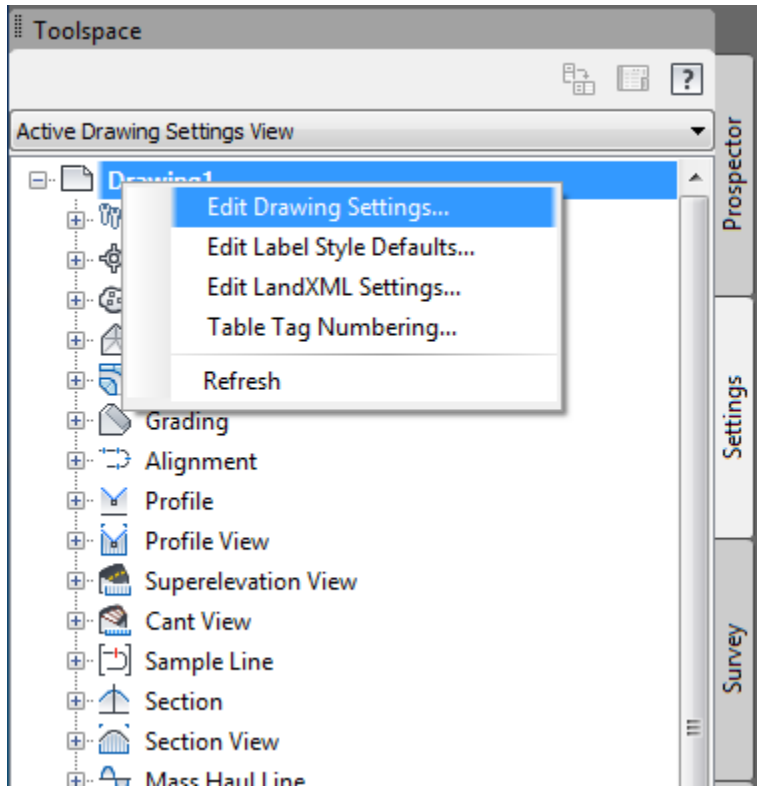 Toolspace
?
Active Drawing Settings View
Drawing1
Edit Drawing Settings...
Edit Label Style Defaults...
Edit LandXML Settings...
Table Tag Numbering...
Refresh
Grading
Alignment
Profile
Profile View
Superelevation View
Cant View
Sample Line
Section
Section View
Mass Haul Line
Prospector
Settings
Survey